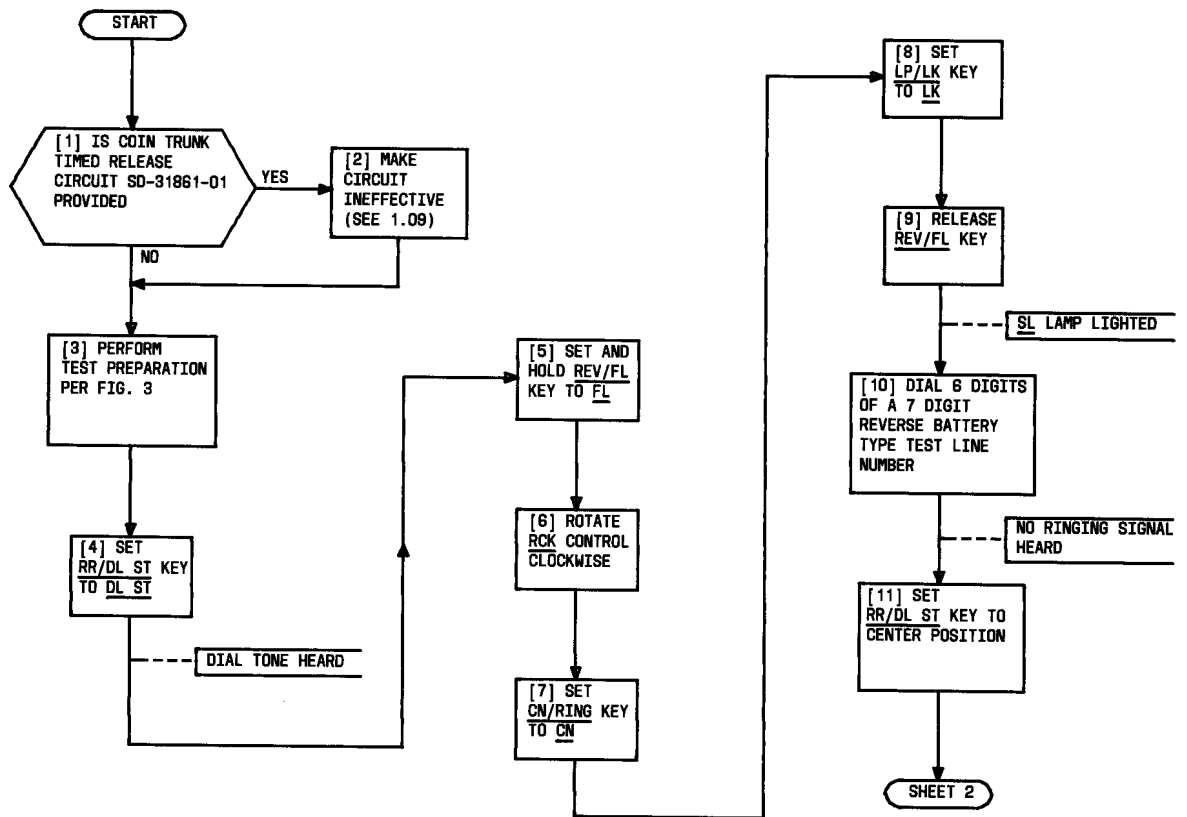 START
[1] IS COIN TRUNK
TIMED RELEASE
CIRCUIT SD-31861-01
PROVIDED
YES
[2] MAKE
CIRCUIT
INEFFECTIVE
(SEE 1.09)
NO
[3] PERFORM
TEST PREPARATION
PER FIG. 3
[4] SET
RR/DL ST KEY
TO DL ST
DIAL TONE HEARD
[5] SET AND
HOLD REV/FL
KEY TO FL
[6] ROTATE
RCK CONTROL
CLOCKWISE
[7] SET
CN/RING KEY
TO CN
[8] SET
LP/LK KEY
TO LK
[9] RELEASE
REV/FL KEY
SL LAMP LIGHTED
[10] DIAL 6 DIGITS
OF A 7 DIGIT
REVERSE BATTERY
TYPE TEST LINE
NUMBER
NO RINGING SIGNAL
HEARD
[11] SET
RR/DL ST KEY TO
CENTER POSITION
SHEET 2